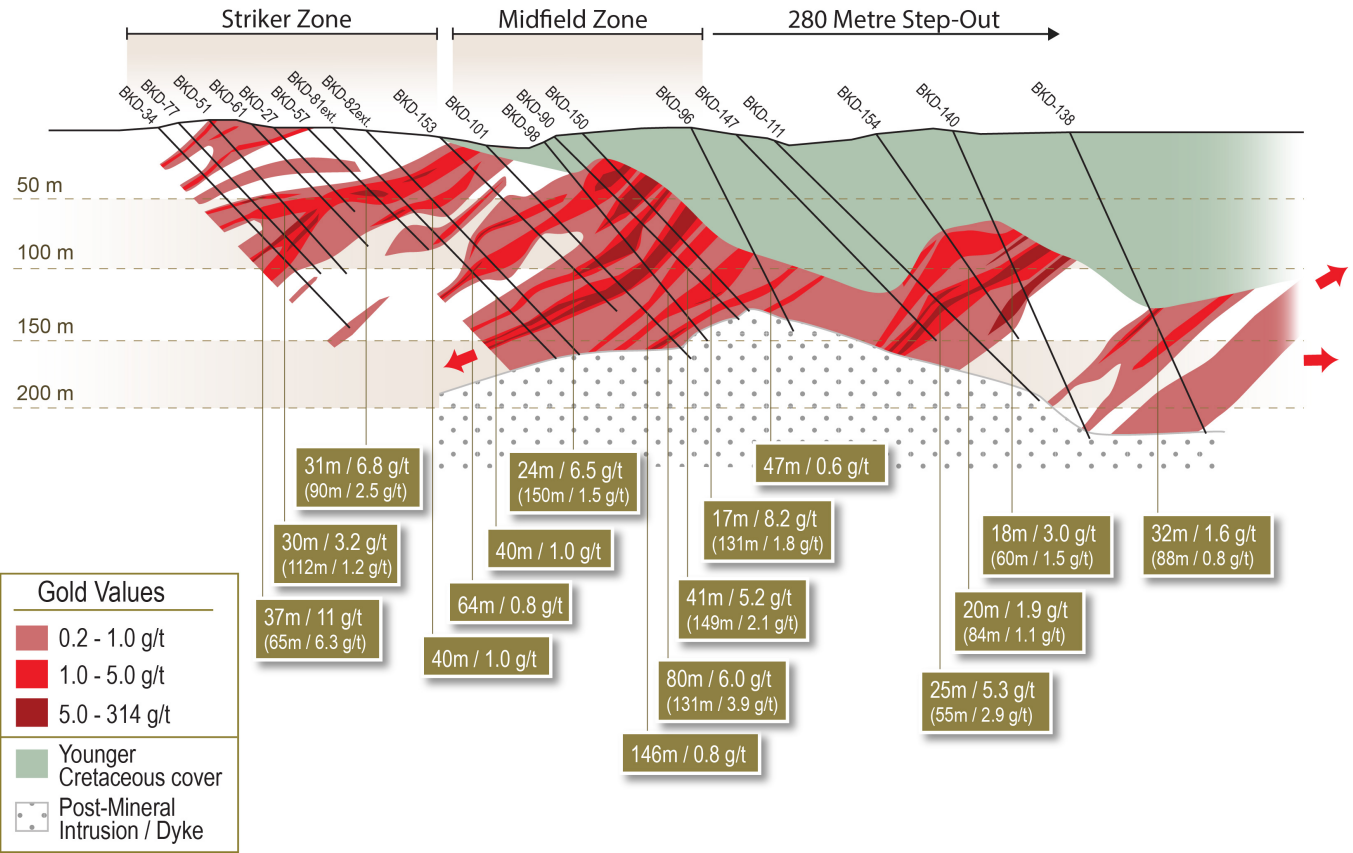 Striker Zone
Midfield Zone
280 Metre Step-Out
BKD-34
BKD-77
BKD-51
BKD-61
BKD-27
BKD-57
BKD-81ext.
BKD-82ext.
BKD-153
BKD-101
BKD-98
BKD-90
BKD-150
BKD-96
BKD-147
BKD-111
BKD-154
BKD-140
BKD-138
50 m
100 m
150 m
200 m
31m / 6.8 g/t
(90m / 2.5 g/t)
30m / 3.2 g/t
(112m / 1.2 g/t)
37m / 11 g/t
(65m / 6.3 g/t)
24m / 6.5 g/t
(150m / 1.5 g/t)
40m / 1.0 g/t
64m / 0.8 g/t
40m / 1.0 g/t
47m / 0.6 g/t
17m / 8.2 g/t
(131m / 1.8 g/t)
41m / 5.2 g/t
(149m / 2.1 g/t)
80m / 6.0 g/t
(131m / 3.9 g/t)
146m / 0.8 g/t
18m / 3.0 g/t
(60m / 1.5 g/t)
20m / 1.9 g/t
(84m / 1.1 g/t)
25m / 5.3 g/t
(55m / 2.9 g/t)
32m / 1.6 g/t
(88m / 0.8 g/t)
Gold Values
0.2 - 1.0 g/t
1.0 - 5.0 g/t
5.0 - 314 g/t
Younger
Cretaceous cover
Post-Mineral
Intrusion / Dyke